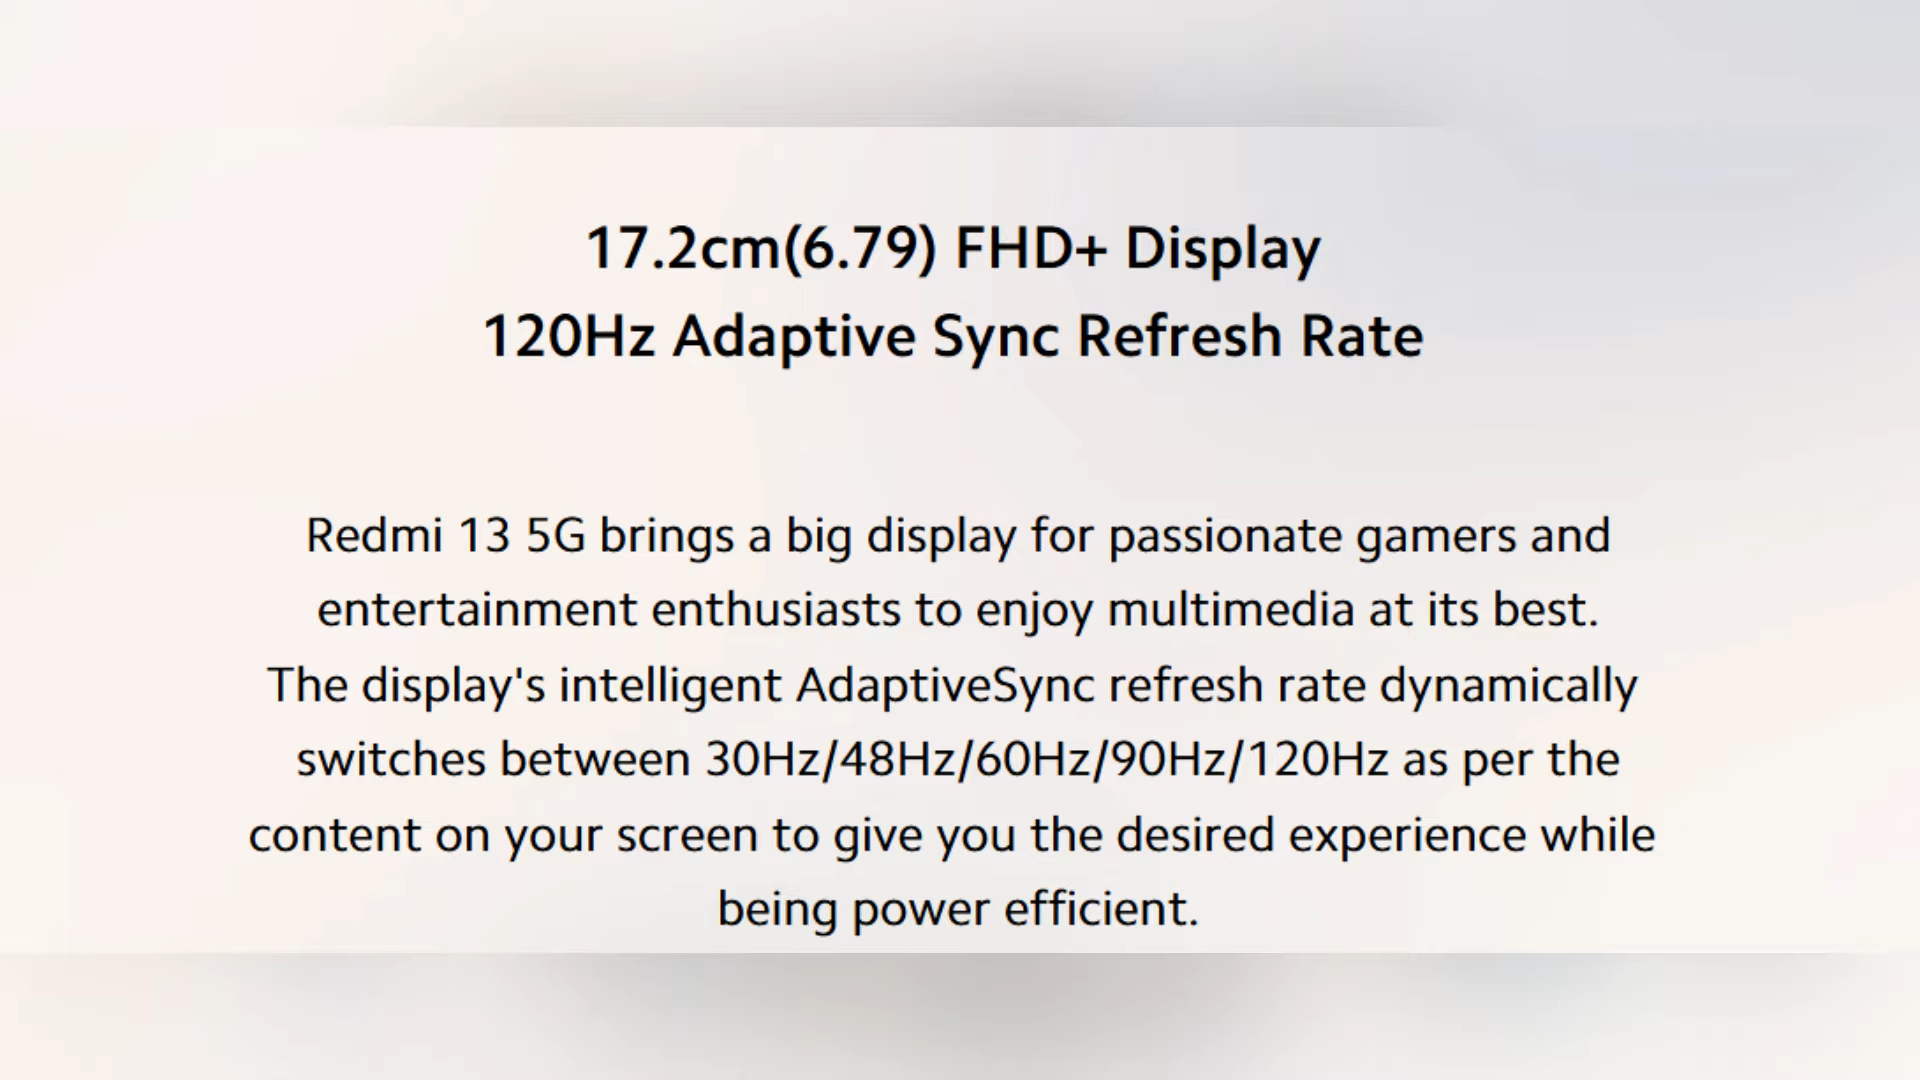 17.2cm(6.79) FHD+ Display
120Hz Adaptive Sync Refresh Rate
Redmi 13 5G brings a big display for passionate gamers and
entertainment enthusiasts to enjoy multimedia at its best.
The display's intelligent AdaptiveSync refresh rate dynamically
switches between 30Hz/48Hz/60Hz/90Hz/120Hz as per the
content on your screen to give you the desired experience while
being power efficient.